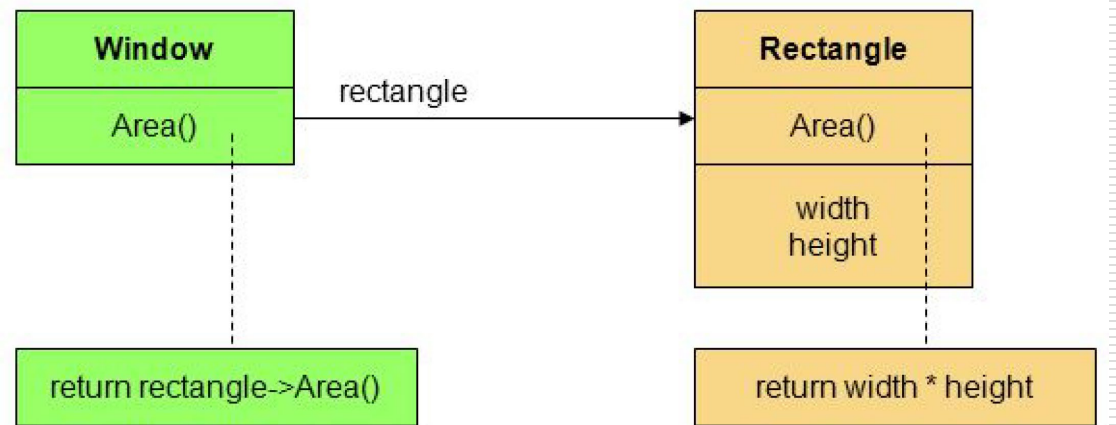 Window
Area()
rectangle
Rectangle
Area()
width
height
return rectangle->Area()
return width * height